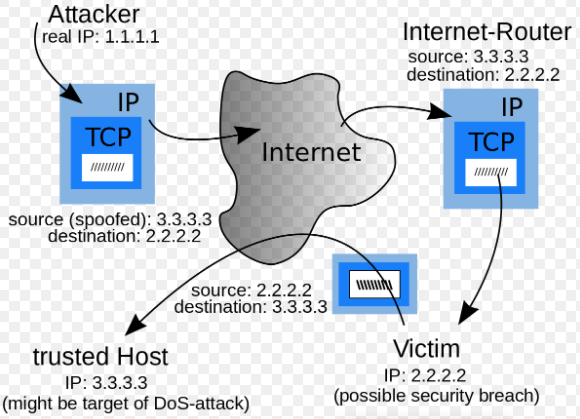 Attacker
real IP: 1.1.1.1
IP
TCP
source (spoofed): 3.3.3.3
destination: 2.2.2.2
Internet
Internet-Router
source: 3.3.3.3
destination: 2.2.2.2
IP
TCP
source: 2.2.2.2
destination: 3.3.3.3
trusted Host
IP: 3.3.3.3
(might be target of DoS-attack)
Victim
IP: 2.2.2.2
(possible security breach)